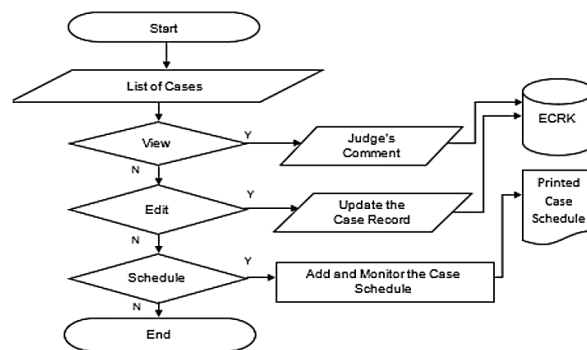 Start
List of Cases
View
Y
Judge's
Comment
ECRK
N
Edit
Y
Update the
Case Record
Printed
Case
Schedule
N
Schedule
Y
Add and Monitor the Case
Schedule
N
End